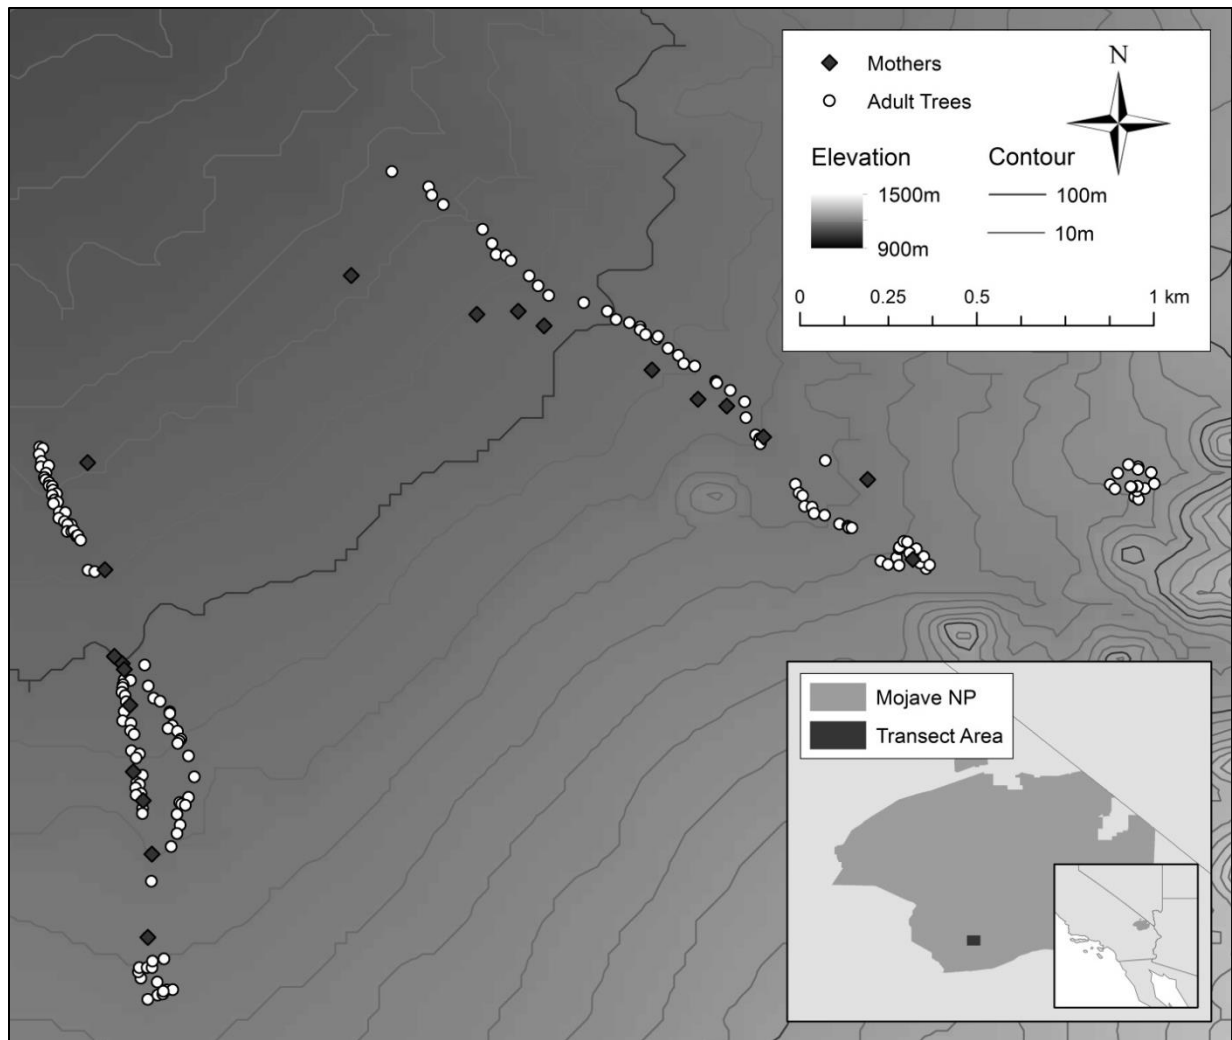 N
Mothers
Adult Trees
Elevation
Contour
1500m
900m
100m
10m
0 0.25 0.5 1 km
Mojave NP
Transect Area